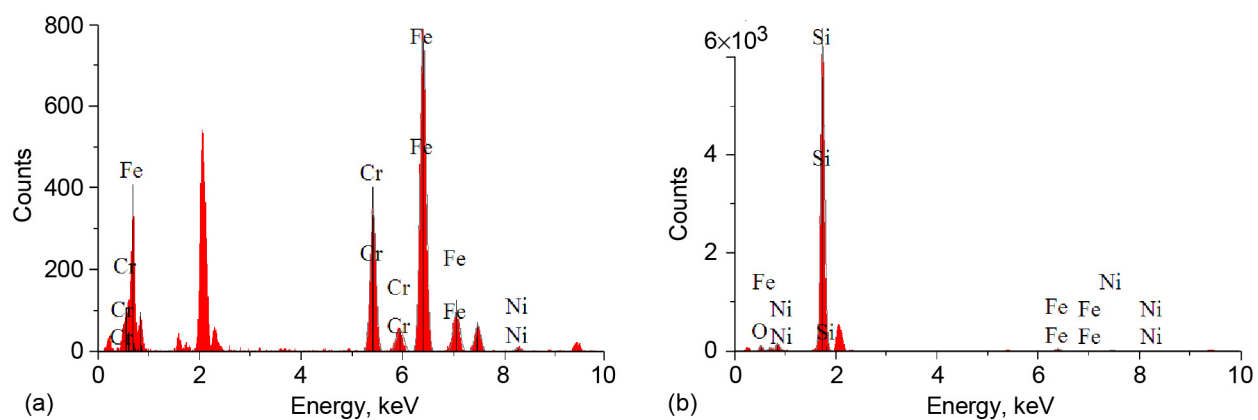 800
600
400
200
0
Counts
Fe
Cr
Cr
Cr
Cr
Cr
Cr
Cr
Fe
Fe
Fe
Fe
Ni
Ni
0 2 4 6 8 10
(a) Energy, keV
6×10³
4
2
0
Counts
Si
Si
Si
Fe
Ni
O
Ni
Fe
Fe
Fe
Fe
Ni
Ni
Ni
0 2 4 6 8 10
(b) Energy, keV